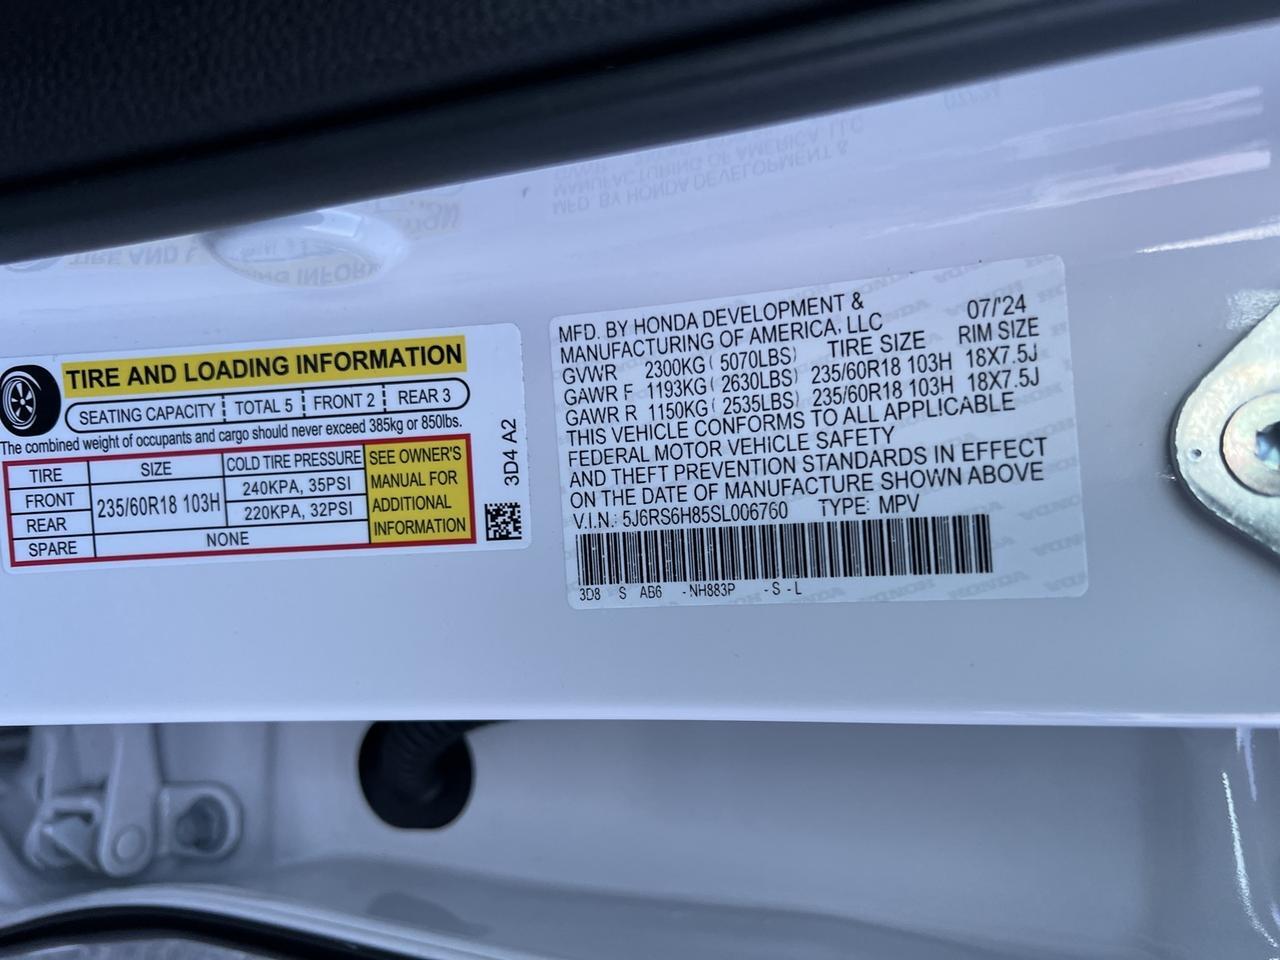 TIRE AND LOADING INFORMATION
SEATING CAPACITY TOTAL 5 FRONT 2 REAR 3
The combined weight of occupants and cargo should never exceed 385kg or 850lbs.
TIRE SIZE COLD TIRE PRESSURE
FRONT 235/60R18 103H 240KPA, 35PSI
REAR 220KPA, 32PSI
SPARE NONE
SEE OWNER'S
MANUAL FOR
ADDITIONAL
INFORMATION
3D4 A2
MFD. BY HONDA DEVELOPMENT & 07/'24
MANUFACTURING OF AMERICA, LLC
GVWR 2300KG ( 5070LBS) TIRE SIZE RIM SIZE
GAWR F 1193KG ( 2630LBS) 235/60R18 103H 18X7.5J
GAWR R 1150KG ( 2535LBS) 235/60R18 103H 18X7.5J
THIS VEHICLE CONFORMS TO ALL APPLICABLE
FEDERAL MOTOR VEHICLE SAFETY
AND THEFT PREVENTION STANDARDS IN EFFECT
ON THE DATE OF MANUFACTURE SHOWN ABOVE
V.I.N.: 5J6RS6H85SL006760 TYPE: MPV
3D8 S AB6 -NH883P -S -L